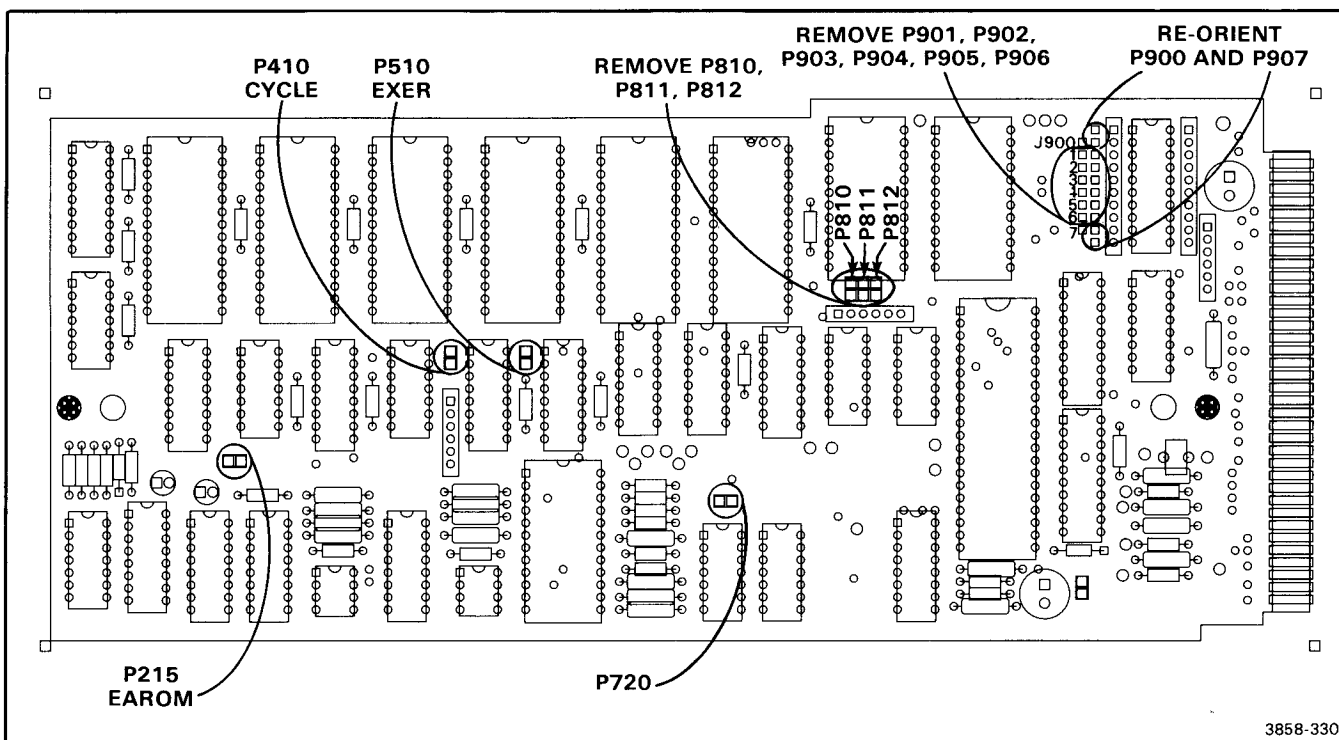 P410
CYCLE
P510
EXER
REMOVE P810,
P811, P812
REMOVE P901, P902,
P903, P904, P905, P906
RE-ORIENT
P900 AND P907
J900
1
2
3
4
5
6
7
P810
P811
P812
P215
EAROM
P720
3858-330